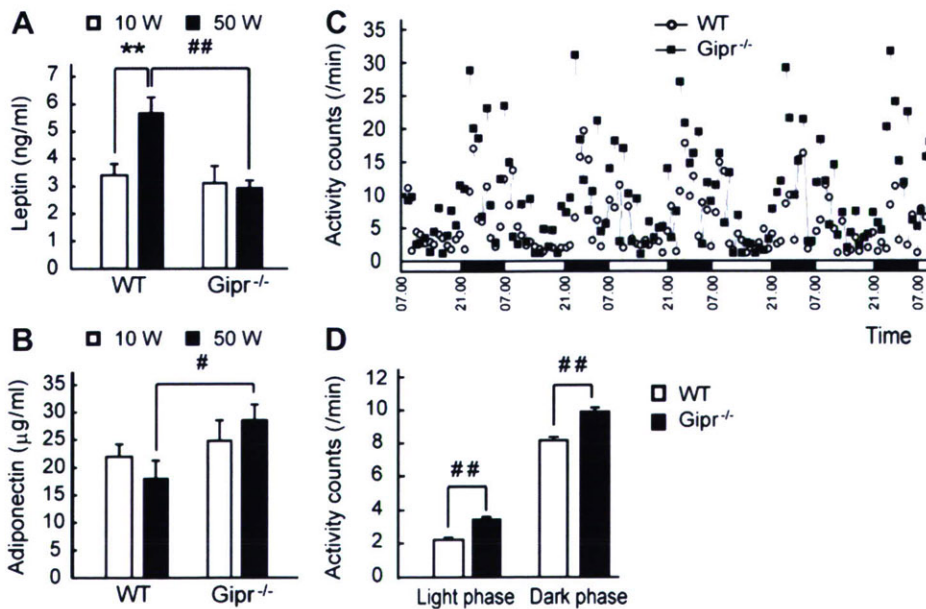 A
10 W 50 W
** ##
Leptin (ng/ml)
7
6
5
4
3
2
1
0
WT Gipr⁻/⁻
B
10 W 50 W
#
Adiponectin (μg/ml)
35
30
25
20
15
10
5
0
WT Gipr⁻/⁻
C
WT
Gipr⁻/⁻
Activity counts (/min)
35
30
25
20
15
10
5
0
07.00 21.00 07.00 21.00 07.00 21.00 07.00 21.00 07.00 21.00 07.00
Time
D
WT
Gipr⁻/⁻
##
##
Activity counts (/min)
12
10
8
6
4
2
0
Light phase Dark phase